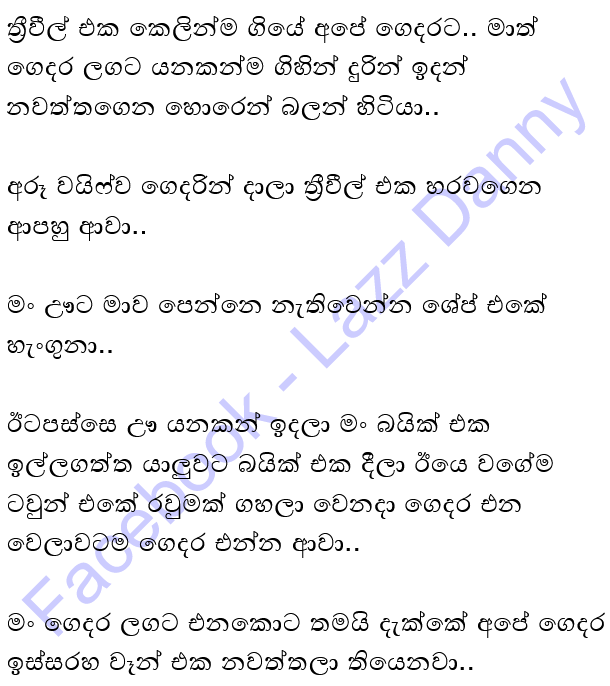 ත්‍රීවීල් එක කෙලින්ම ගියේ අපේ ගෙදරට.. මාත්
ගෙදර ලගට යනකන්ම ගිහින් දුරින් ඉදන්
නවත්තගෙන හොරෙන් බලන් හිටියා..
අරූ වයිෆ්ව ගෙදරින් දාලා ත්‍රීවීල් එක හරවගෙන
ආපහු ආවා..
මං ඌට මාව පෙන්නෙ නැතිවෙන්න ශේප් එකේ
හැංගුනා..
ඊටපස්සෙ ඌ යනකන් ඉදලා මං බයික් එක
ඉල්ලගත්ත යාලුවට බයික් එක දීලා ඊයෙ වගේම
ටවුන් එකේ රවුමක් ගහලා වෙනදා ගෙදර එන
වෙලාවටම ගෙදර එන්න ආවා..
මං ගෙදර ලගට එනකොට තමයි දැක්කේ අපේ ගෙදර
ඉස්සරහ වෑන් එක නවත්තලා තියෙනවා..
Facebook - Lazz Danny